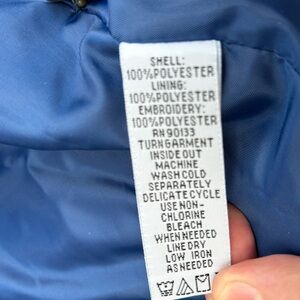 SHELL:
100%POLYESTER
LINING:
100%POLYESTER
EMBROIDERY:
100%POLYESTER
RN 90133
TURN GARMENT
INSIDE OUT
MACHINE
WASH COLD
SEPARATELY
DELICATE CYCLE
USE NON-
CHLORINE
BLEACH
WHEN NEEDED
LINE DRY
LOW IRON
AS NEEDED